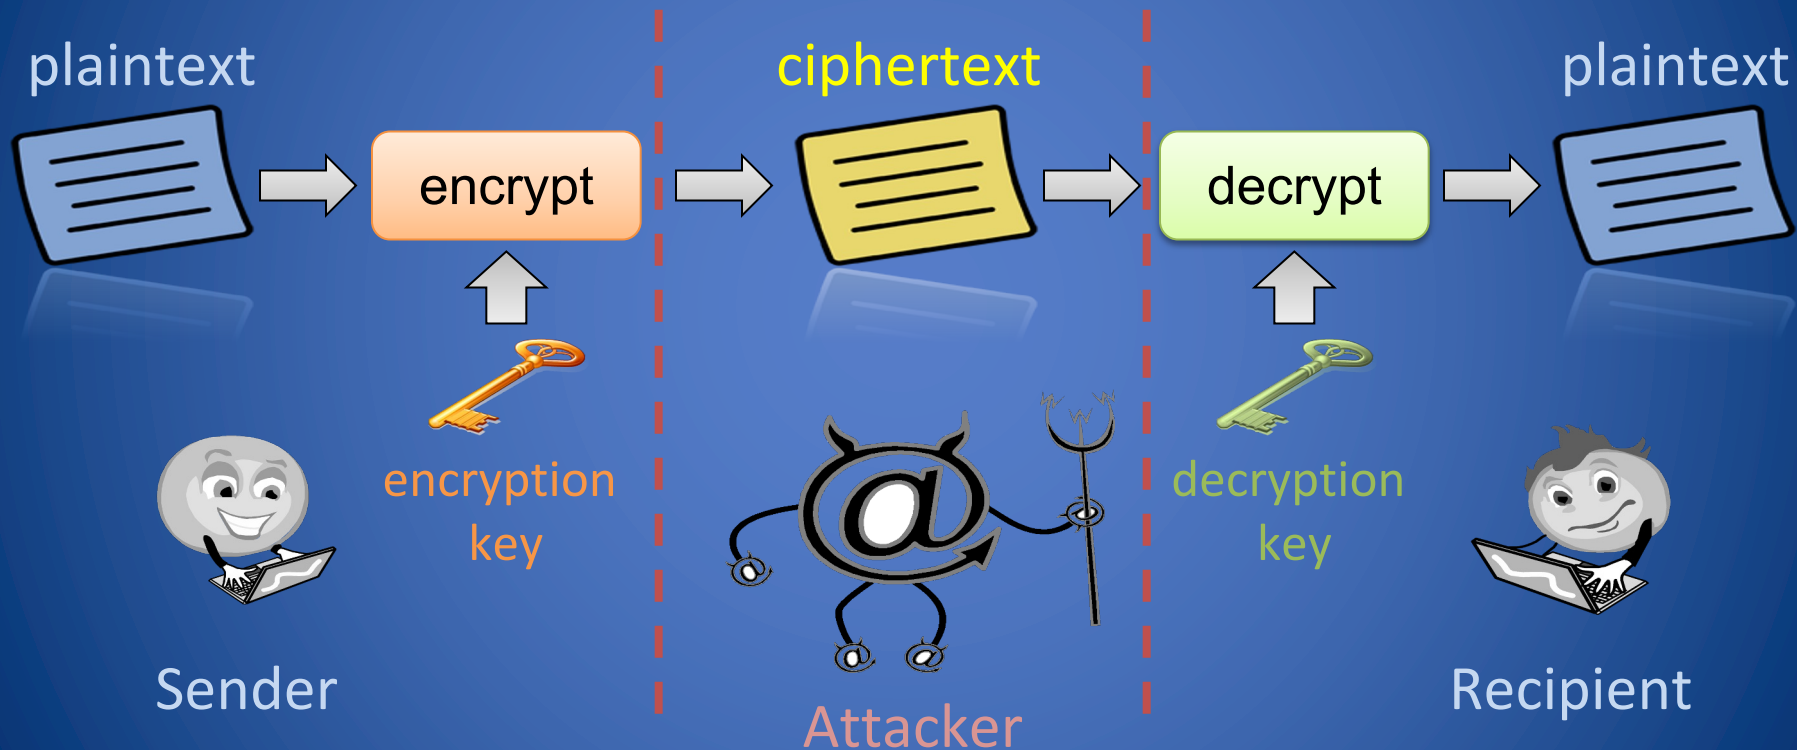 plaintext
ciphertext
plaintext
encrypt
decrypt
encryption
key
decryption
key
Sender
Attacker
Recipient